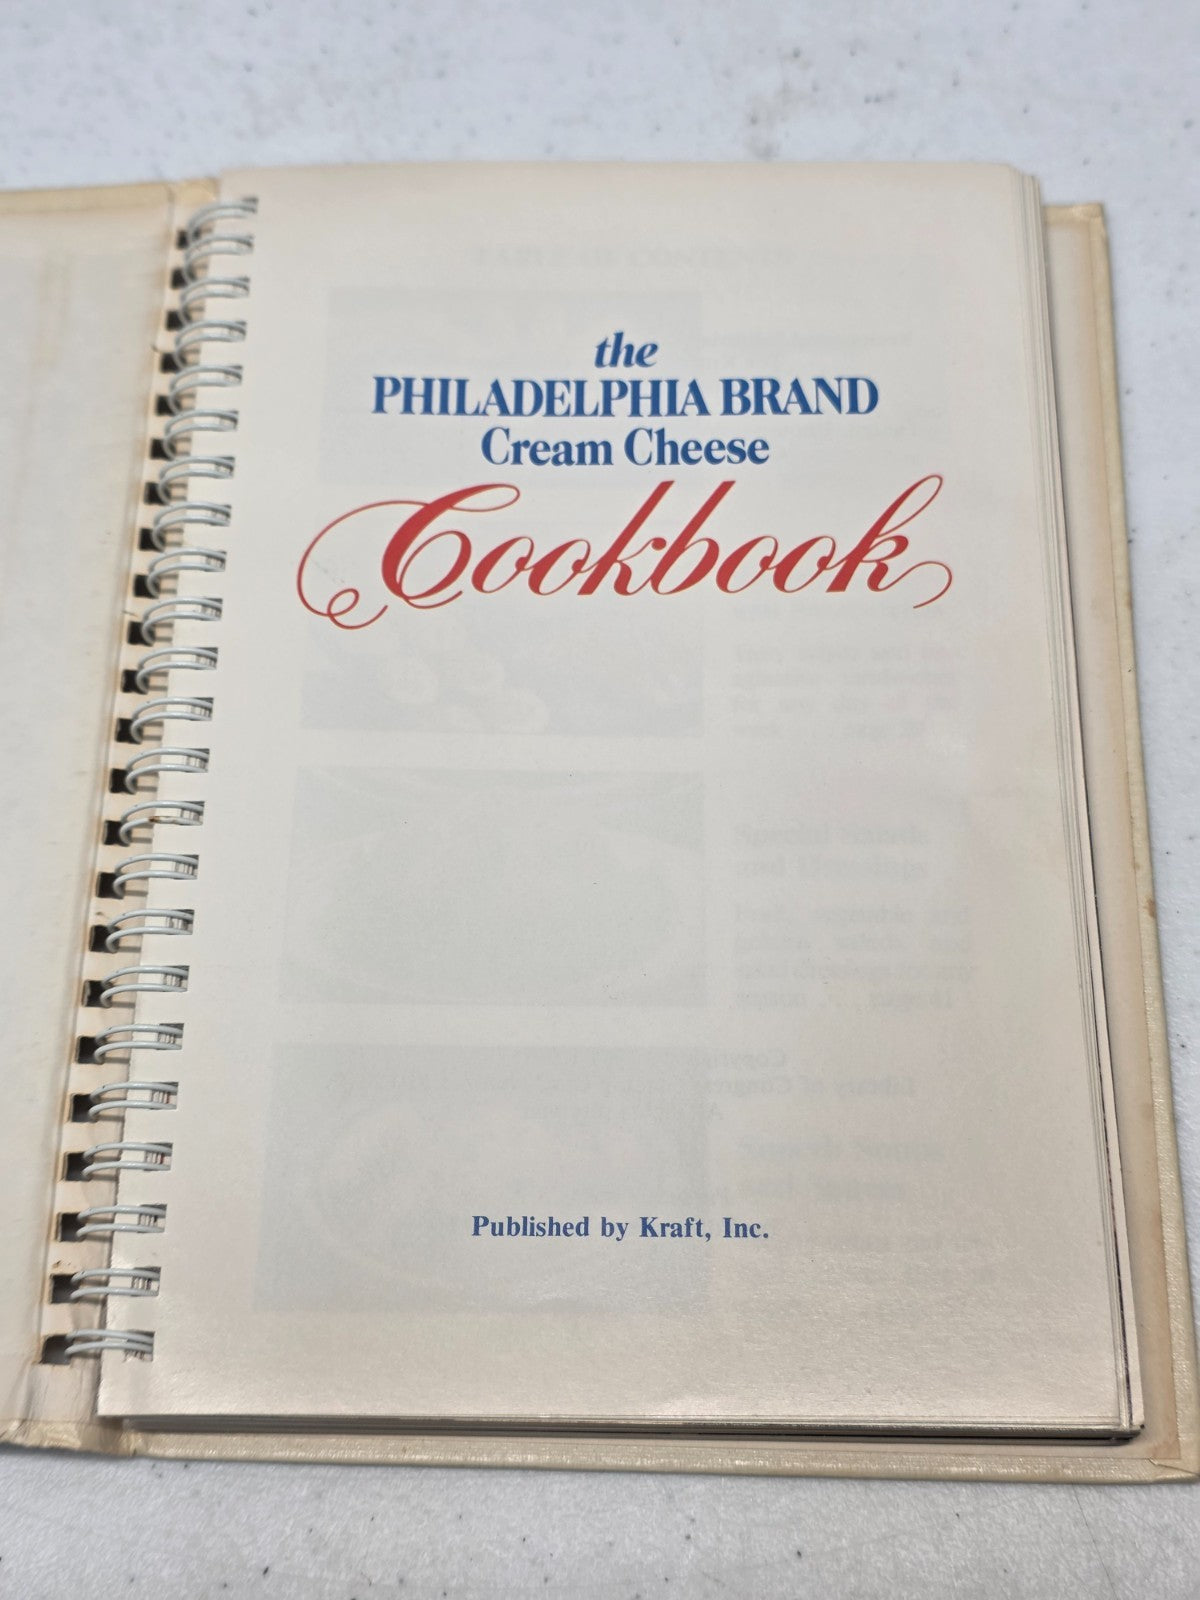 the
PHILADELPHIA BRAND
Cream Cheese
Cookbook
Published by Kraft, Inc.